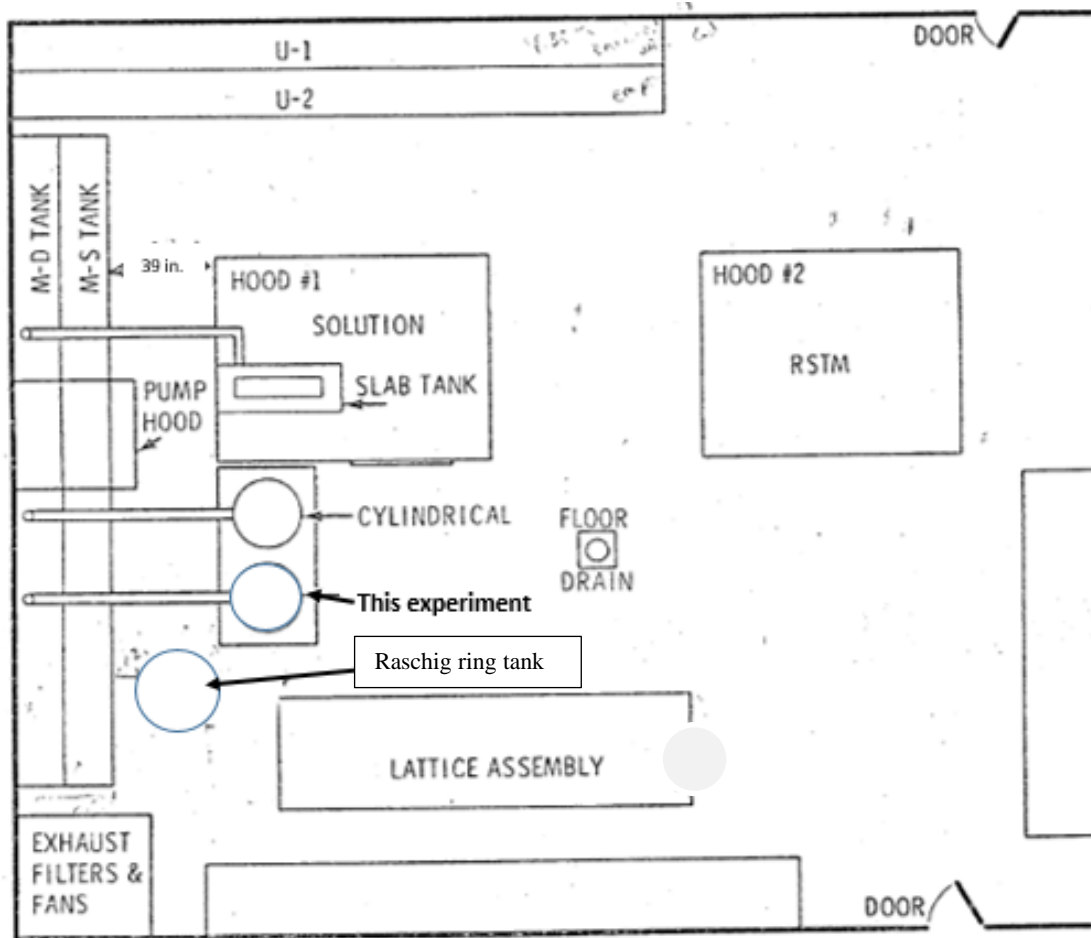 U-1
DOOR
U-2
M-D TANK
M-S TANK
39 in.
HOOD #1
SOLUTION
HOOD #2
RSTM
SLAB TANK
PUMP
HOOD
CYLINDRICAL
FLOOR
DRAIN
This experiment
Raschig ring tank
LATTICE ASSEMBLY
EXHAUST
FILTERS &
FANS
DOOR